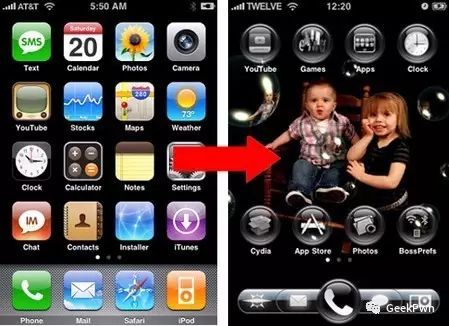 AT&T 5:50 AM
SMS
Saturday
20
Text Calendar Photos Camera
280
73°
YouTube Stocks Maps Weather
Clock Calculator Notes Settings
IM
Chat Contacts Installer iTunes
Phone Mail Safari iPod
TWELVE 12:20
YouTube Games Apps Clock
Cydia App Store Photos BossPrefs
GeekPwn